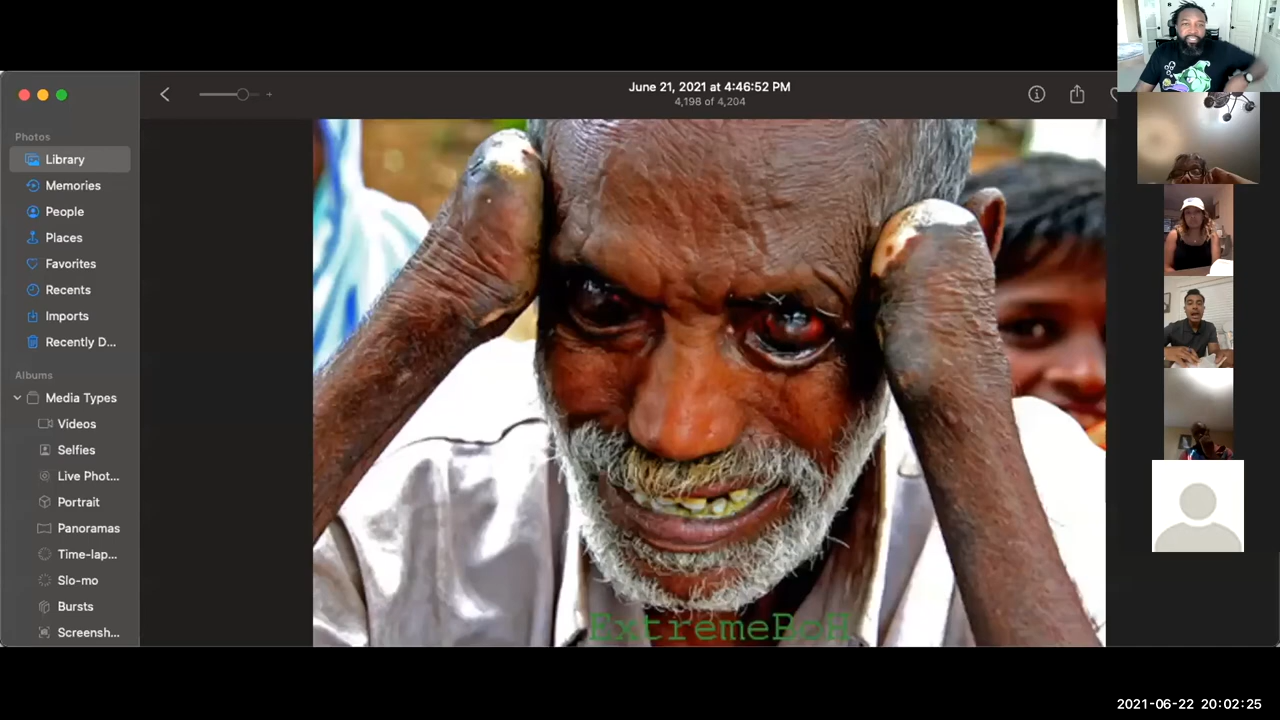 June 21, 2021 at 4:46:52 PM
4,198 of 4,204
Photos
Library
Memories
People
Places
Favorites
Recents
Imports
Recently D...
Albums
Media Types
Videos
Selfies
Live Phot...
Portrait
Panoramas
Time-lap...
Slo-mo
Bursts
Screensh...
ExtremeBoH
2021-06-22 20:02:25